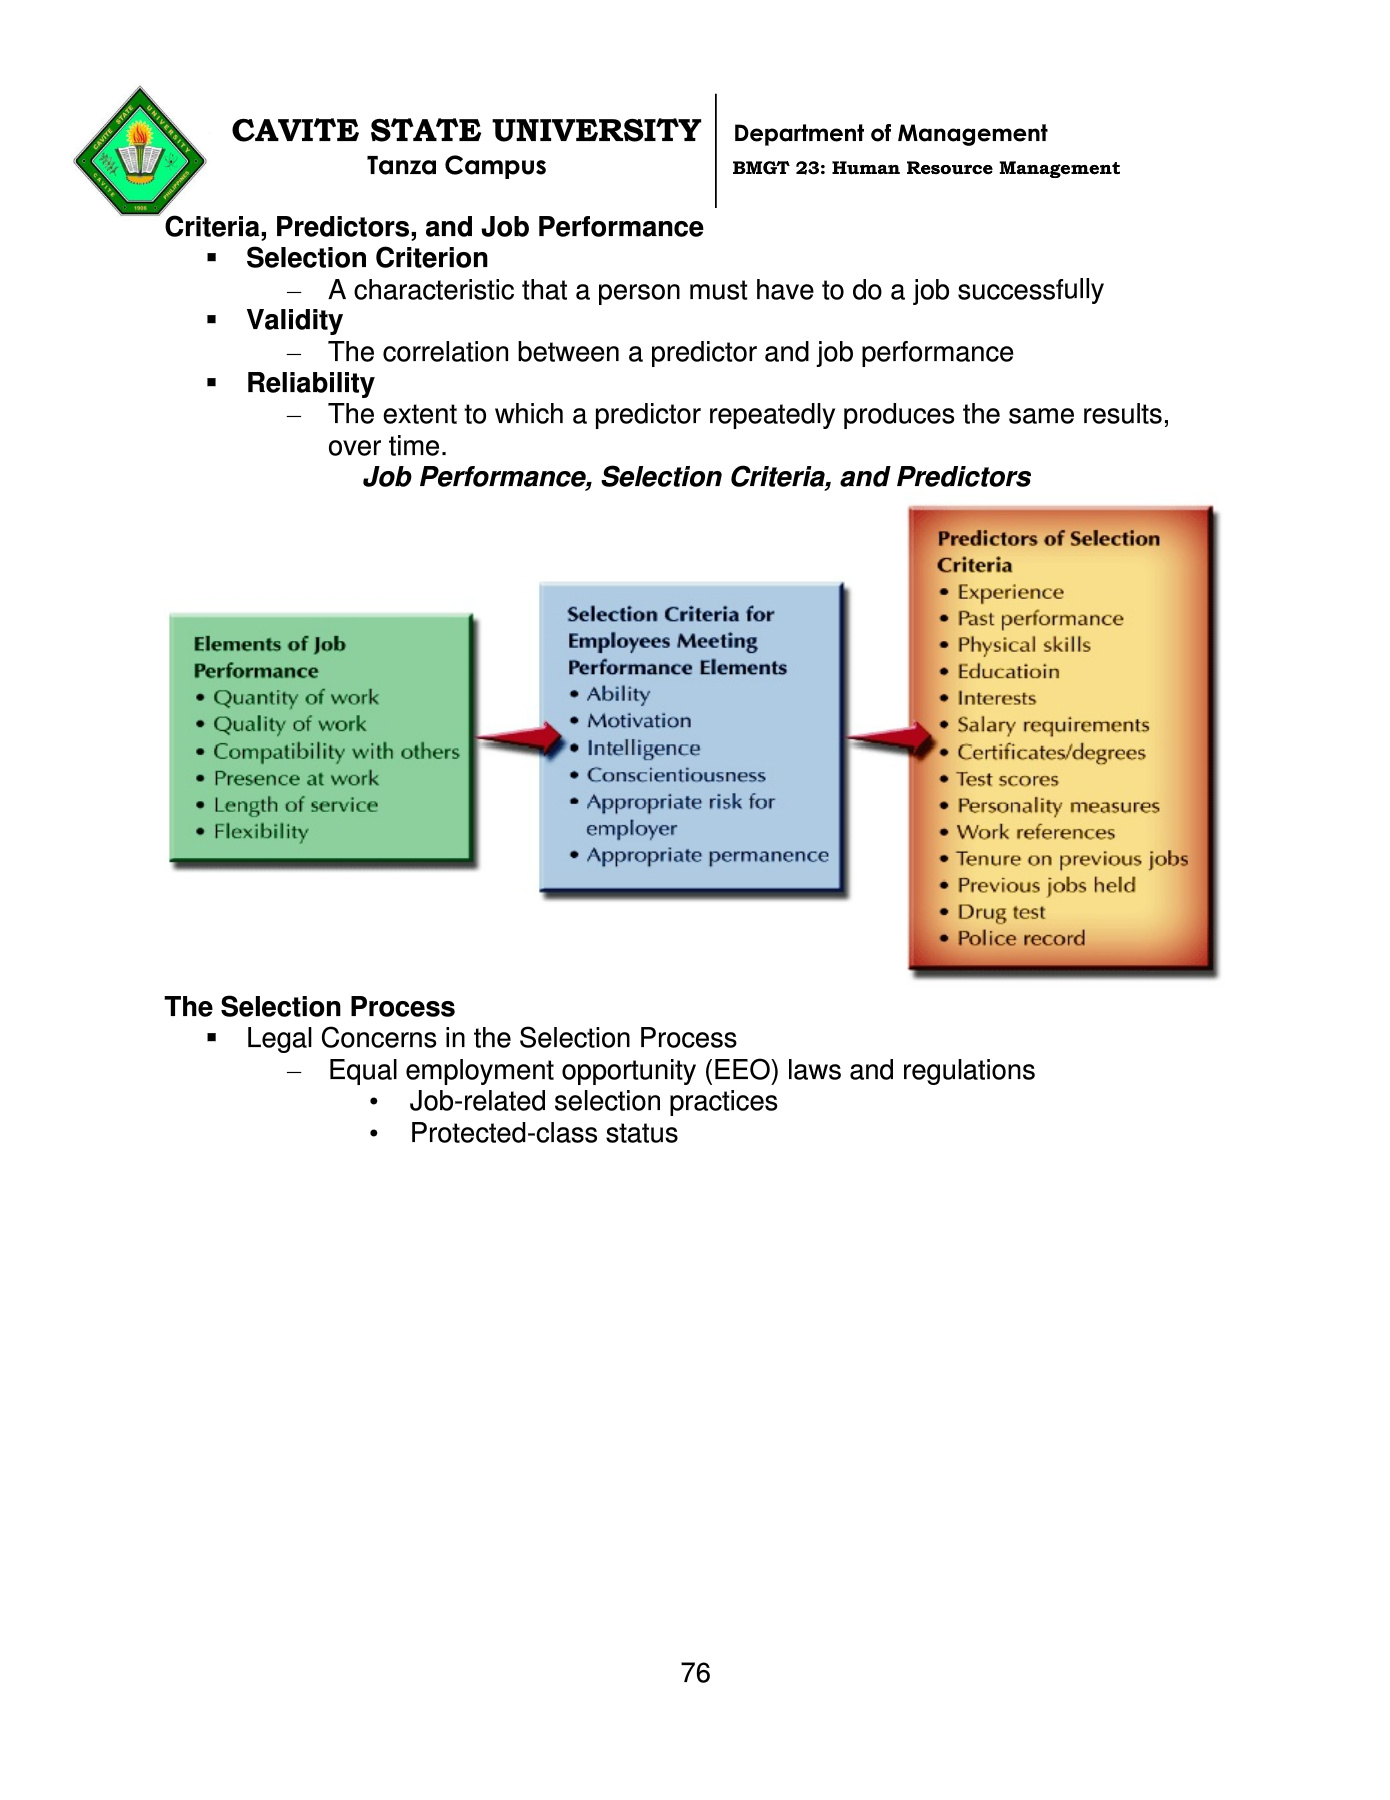 CAVITE STATE UNIVERSITY
Tanza Campus
Department of Management
BMGT 23: Human Resource Management
CAVITE STATE UNIVERSITY
CAVITE
PHILIPPINES
1906
Criteria, Predictors, and Job Performance
▪ Selection Criterion
– A characteristic that a person must have to do a job successfully
▪ Validity
– The correlation between a predictor and job performance
▪ Reliability
– The extent to which a predictor repeatedly produces the same results,
over time.
Job Performance, Selection Criteria, and Predictors
Elements of Job
Performance
• Quantity of work
• Quality of work
• Compatibility with others
• Presence at work
• Length of service
• Flexibility
Selection Criteria for
Employees Meeting
Performance Elements
• Ability
• Motivation
• Intelligence
• Conscientiousness
• Appropriate risk for
employer
• Appropriate permanence
Predictors of Selection
Criteria
• Experience
• Past performance
• Physical skills
• Educatioin
• Interests
• Salary requirements
• Certificates/degrees
• Test scores
• Personality measures
• Work references
• Tenure on previous jobs
• Previous jobs held
• Drug test
• Police record
The Selection Process
▪ Legal Concerns in the Selection Process
– Equal employment opportunity (EEO) laws and regulations
• Job-related selection practices
• Protected-class status
76